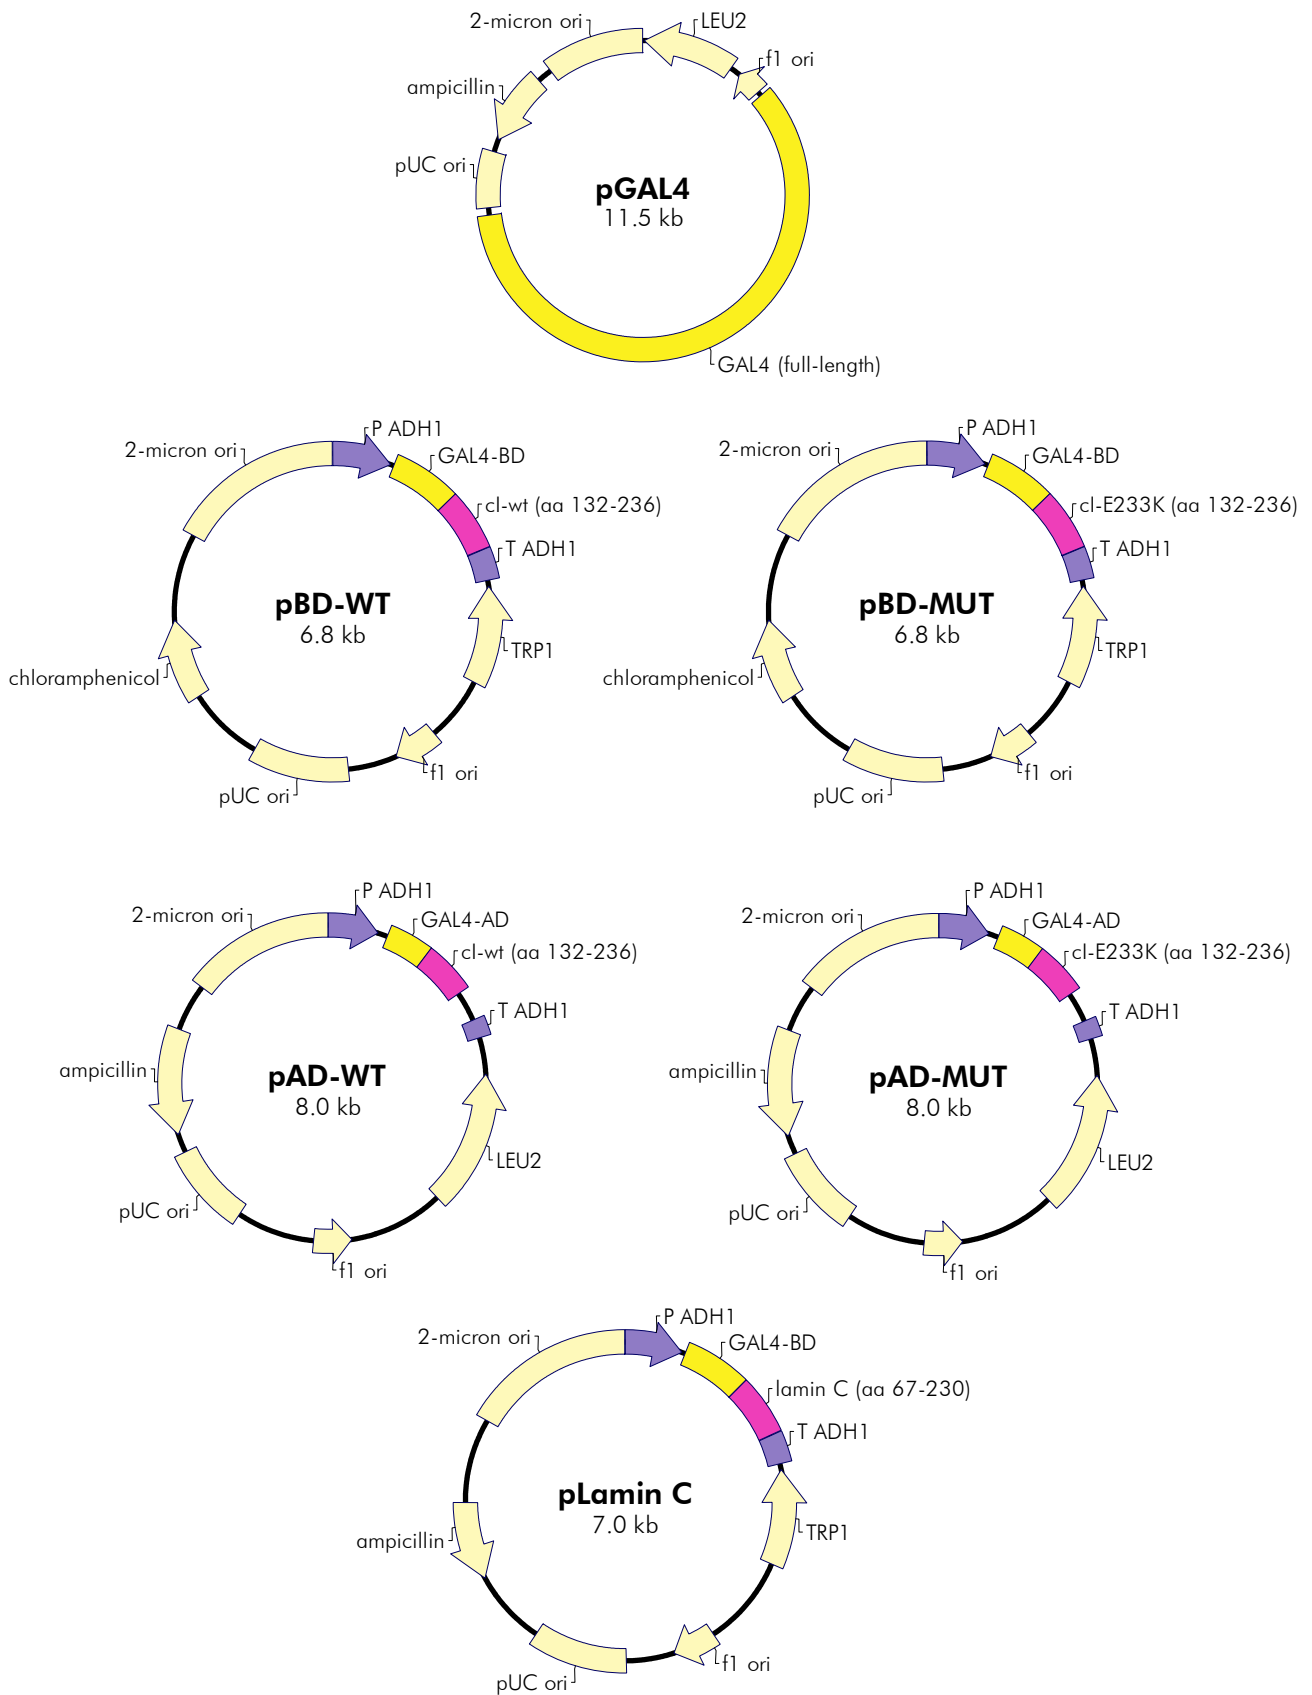 2-micron ori
LEU2
f1 ori
ampicillin
pUC ori
pGAL4
11.5 kb
GAL4 (full-length)
P ADH1
2-micron ori
GAL4-BD
cl-wt (aa 132-236)
T ADH1
pBD-WT
6.8 kb
TRP1
chloramphenicol
f1 ori
pUC ori
P ADH1
2-micron ori
GAL4-BD
cl-E233K (aa 132-236)
T ADH1
pBD-MUT
6.8 kb
TRP1
chloramphenicol
f1 ori
pUC ori
P ADH1
2-micron ori
GAL4-AD
cl-wt (aa 132-236)
T ADH1
ampicillin
pAD-WT
8.0 kb
LEU2
pUC ori
f1 ori
P ADH1
2-micron ori
GAL4-AD
cl-E233K (aa 132-236)
T ADH1
ampicillin
pAD-MUT
8.0 kb
LEU2
pUC ori
f1 ori
P ADH1
2-micron ori
GAL4-BD
lamin C (aa 67-230)
T ADH1
pLamin C
7.0 kb
TRP1
ampicillin
f1 ori
pUC ori